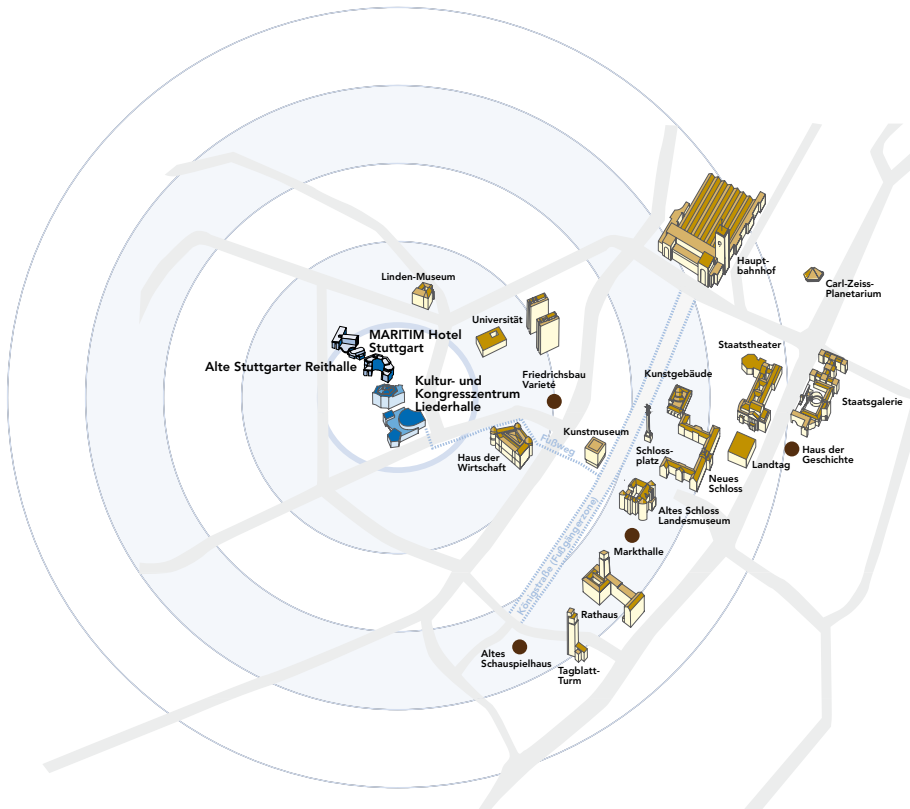 Haupt-
bahnhof
Carl-Zeiss-
Planetarium
Linden-Museum
Universität
MARITIM Hotel
Stuttgart
Alte Stuttgarter Reithalle
Staatstheater
Friedrichsbau
Varieté
Kunstgebäude
Kultur- und
Kongresszentrum
Liederhalle
Staatsgalerie
Kunstmuseum
Fußweg
Haus der
Wirtschaft
Schloss-
platz
Haus der
Geschichte
Landtag
Neues
Schloss
Altes Schloss
Landesmuseum
Königstraße (Fußgängerzone)
Markthalle
Rathaus
Altes
Schauspielhaus
Tagblatt-
Turm